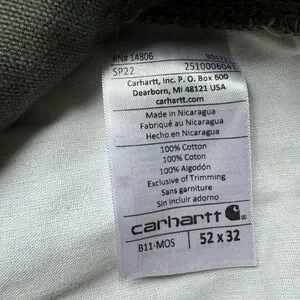 RN# 14806
SP22 2510006041
Carhartt, Inc. P.O. Box 600
Dearborn, MI 48121 USA
carhartt.com
Made in Nicaragua
Fabriqué au Nicaragua
Hecho en Nicaragua
100% Cotton
100% Coton
100% Algodón
Exclusive of Trimming
Sans garniture
Sin incluir adorno
carhartt
B11-MOS 52 x 32